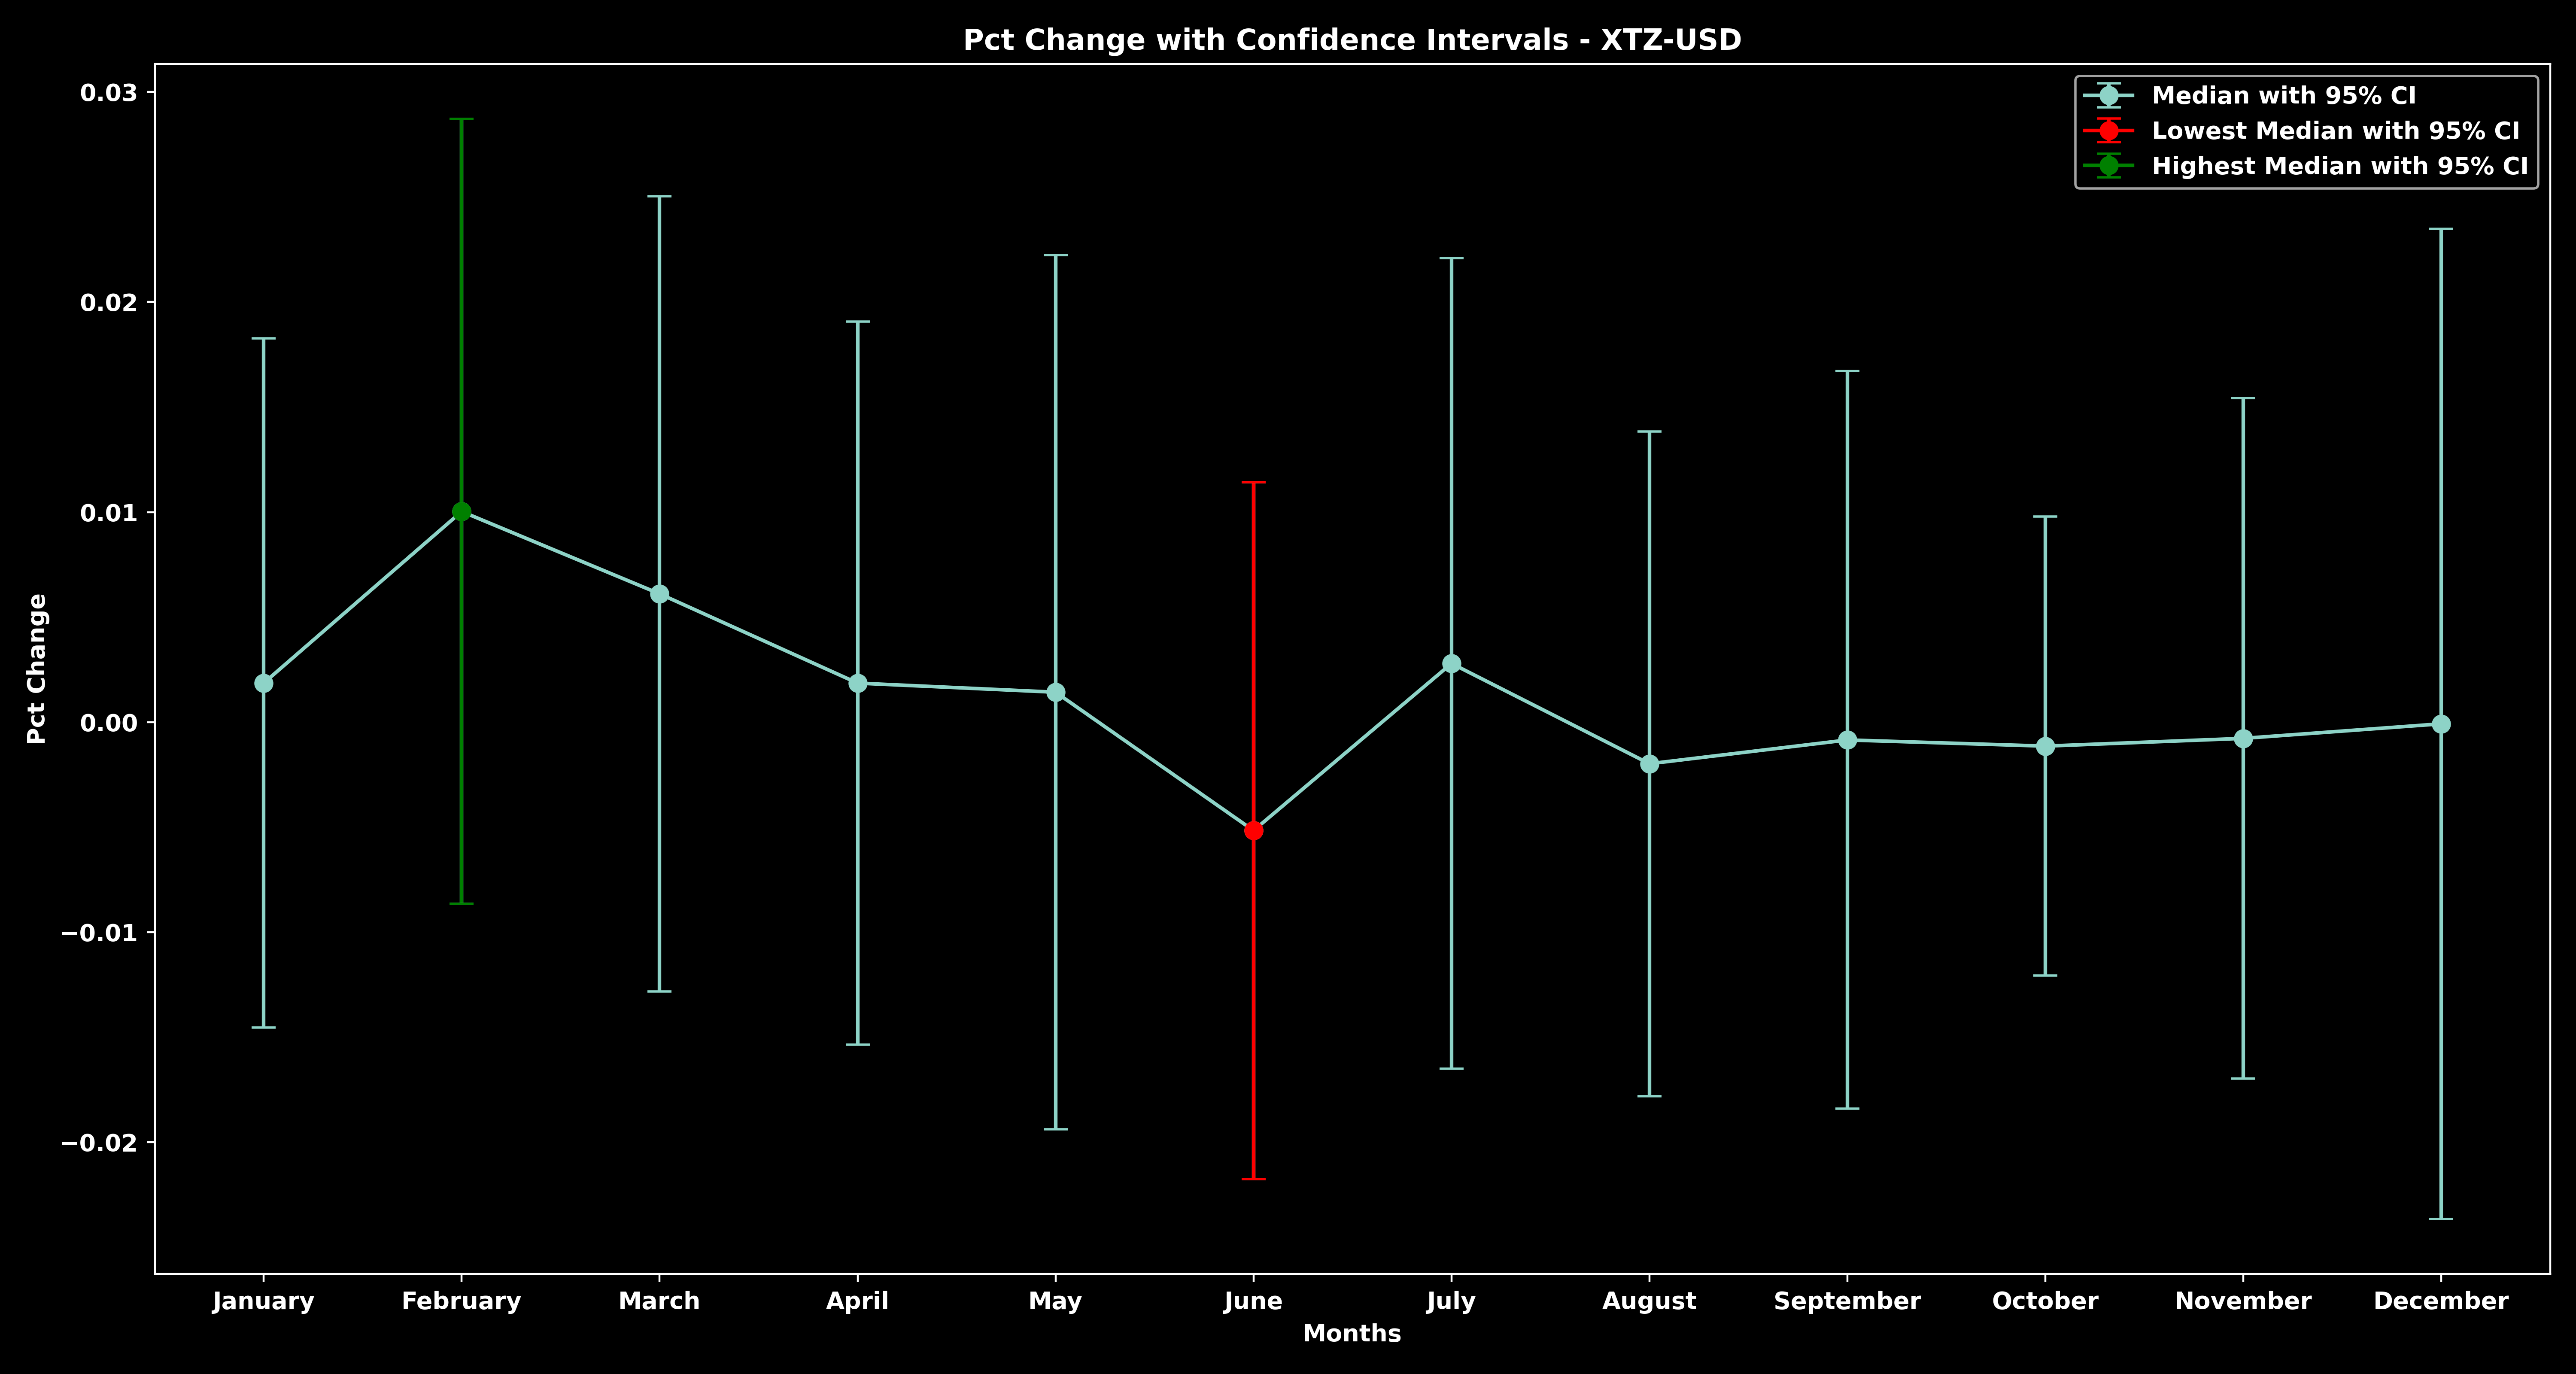 Pct Change with Confidence Intervals - XTZ-USD
Median with 95% CI
Lowest Median with 95% CI
Highest Median with 95% CI
0.03
0.02
0.01
0.00
−0.01
−0.02
Pct Change
January February March April May June July August September October November December
Months